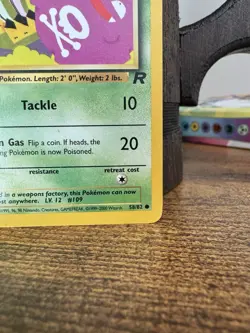 Pokémon. Length: 2' 0", Weight: 2 lbs.
R
Tackle 10
Gas Flip a coin. If heads,
ng Pokémon is now Poisoned. 20
resistance retreat cost
d in a weapons factory, this Pokémon can now
ost anywhere. LV. 12 #109
58/82